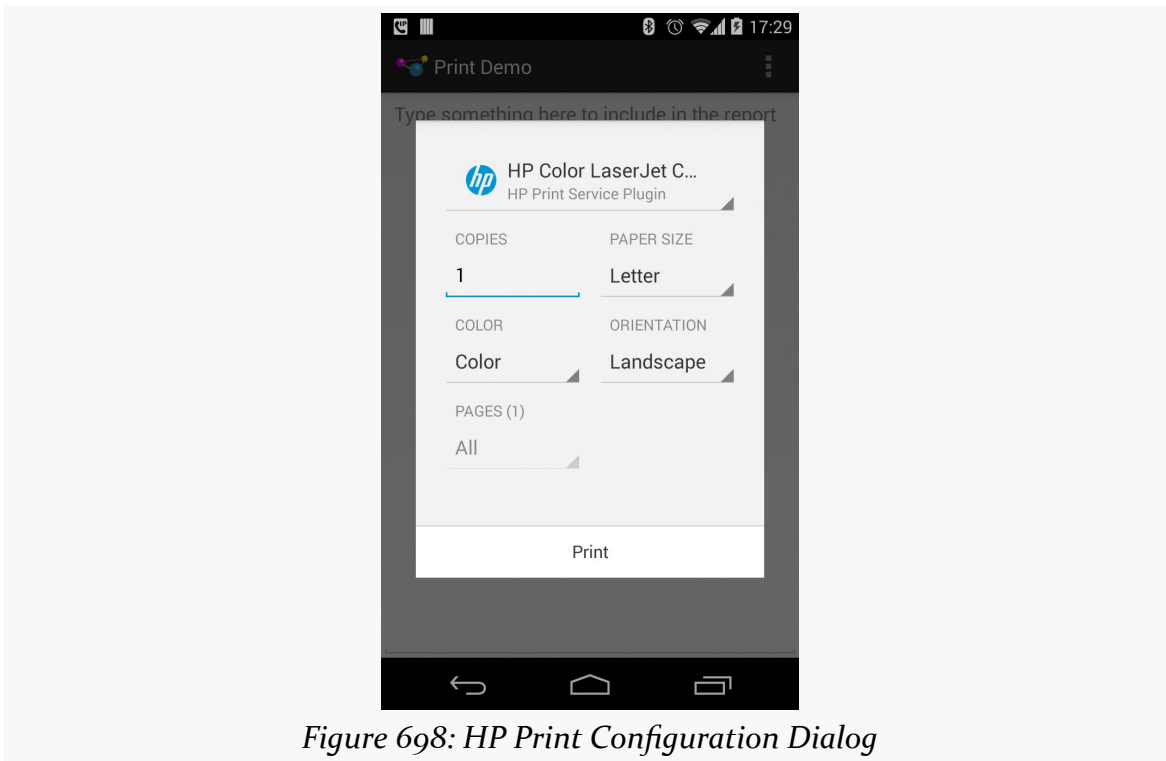 17:29
Print Demo
Type something here to include in the report
hp
HP Color LaserJet C...
HP Print Service Plugin
COPIES
PAPER SIZE
1
Letter
COLOR
ORIENTATION
Color
Landscape
PAGES (1)
All
Print
Figure 698: HP Print Configuration Dialog